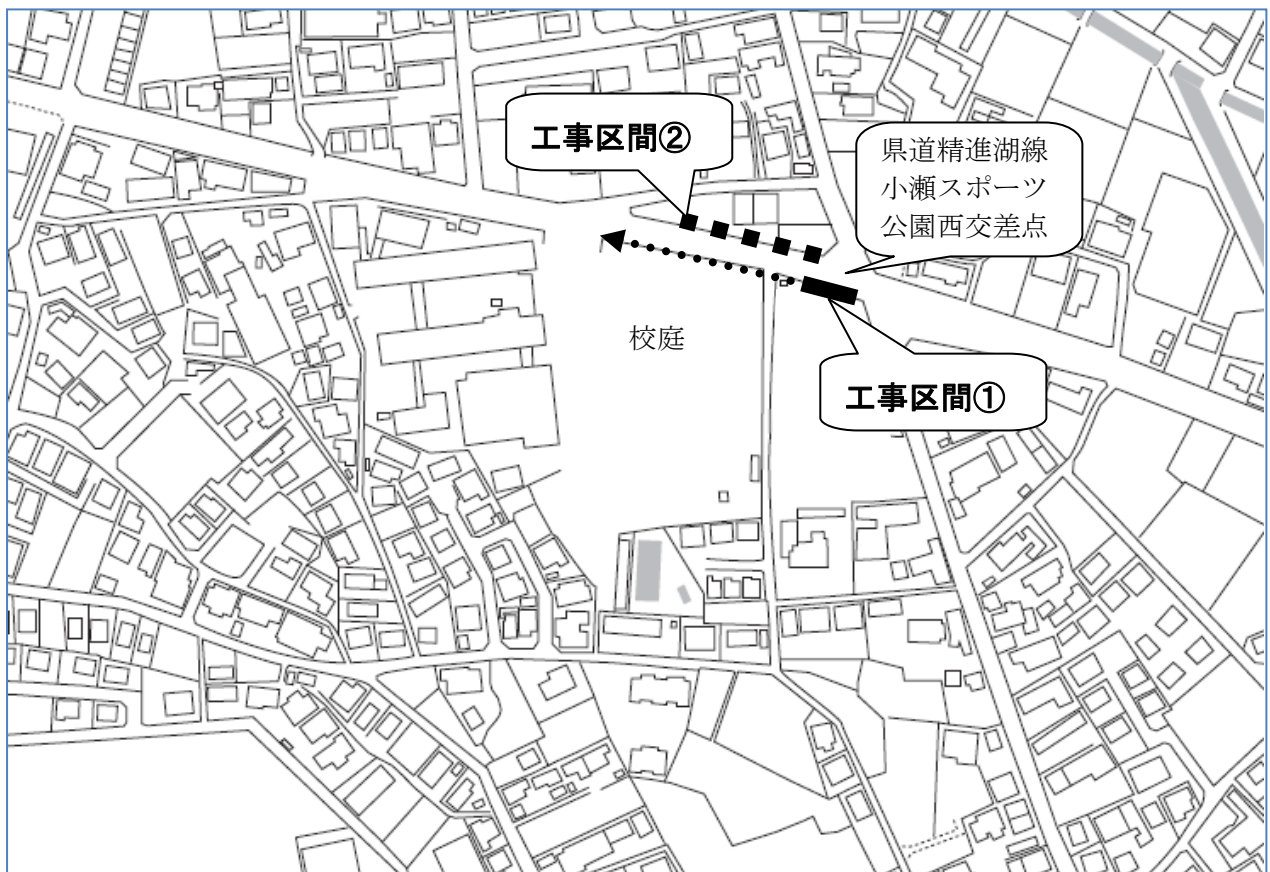 工事区間②
県道精進湖線
小瀬スポーツ
公園西交差点
校庭
工事区間①